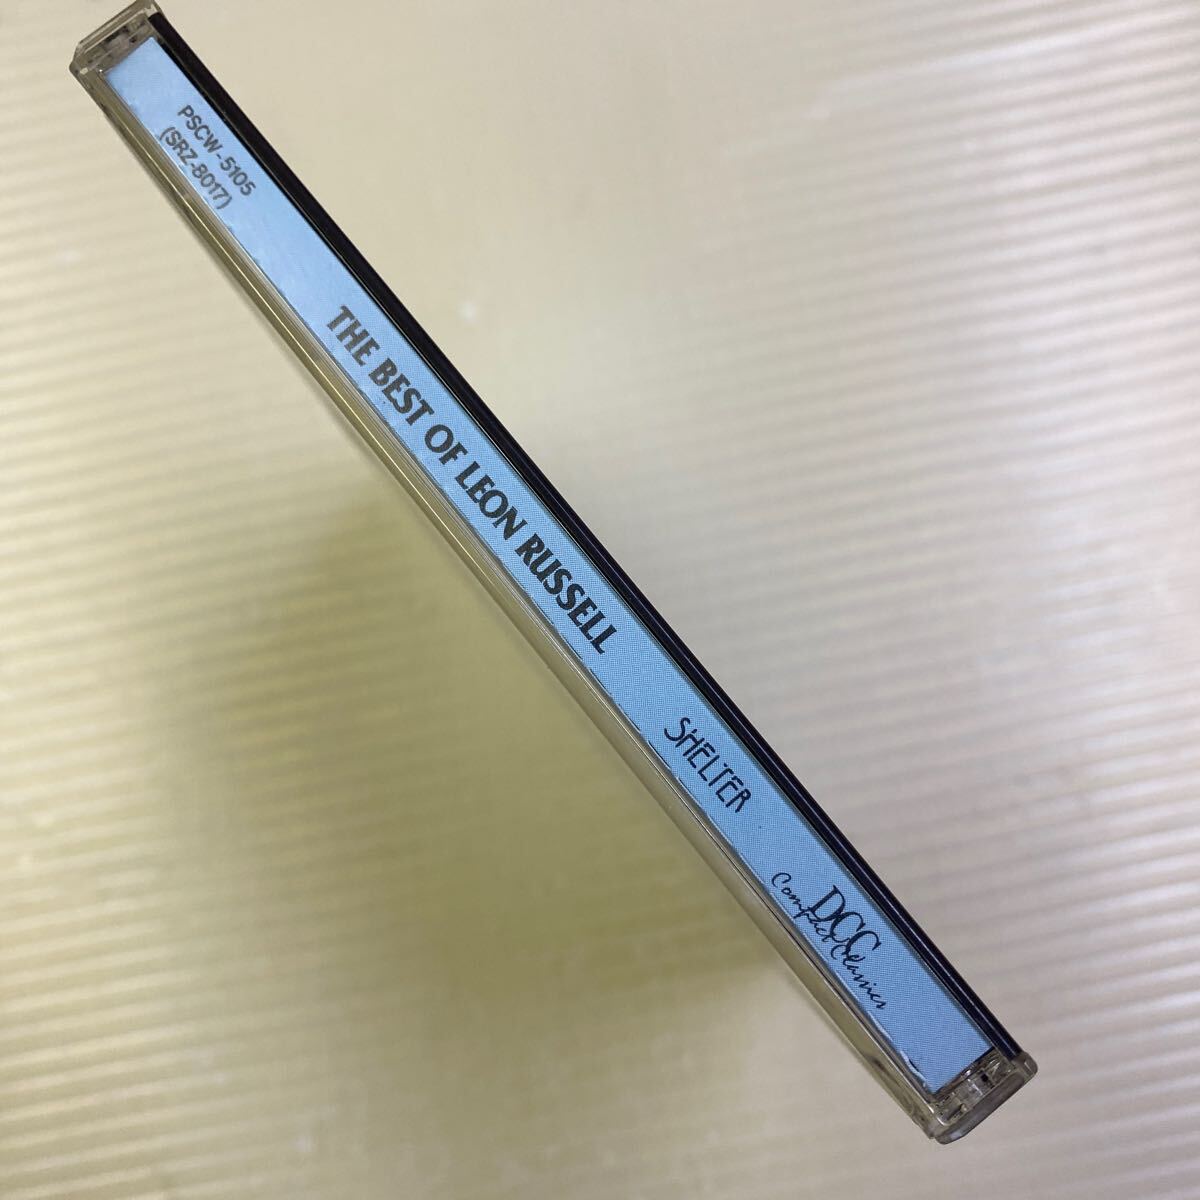 PSCW-5105
(SRZ-8017)
THE BEST OF LEON RUSSELL
SHELTER
DCC
Compact Classics